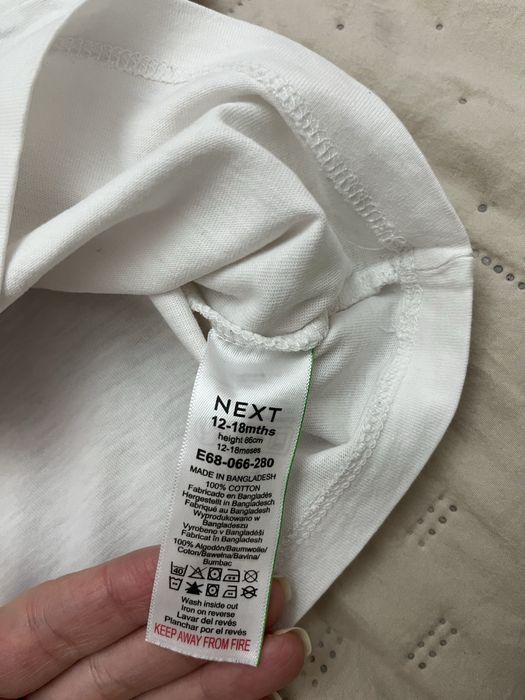 NEXT
12-18mths
height 86cm
12-18meses
E68-066-280
MADE IN BANGLADESH
100% COTTON
Fabricado en Bangladés
Hergestellt in Bangladesch
Fabriqué au Bangladesh
Wyprodukowano w
Bangladeszu
Vyrobeno v Bangladéši
Fabricat în Bangladesh
100% Algodón/Baumwolle/
Coton/Bawełna/Bavlna/
Bumbac
40
Wash inside out
Iron on reverse
Lavar del revés
Planchar por el revés
KEEP AWAY FROM FIRE